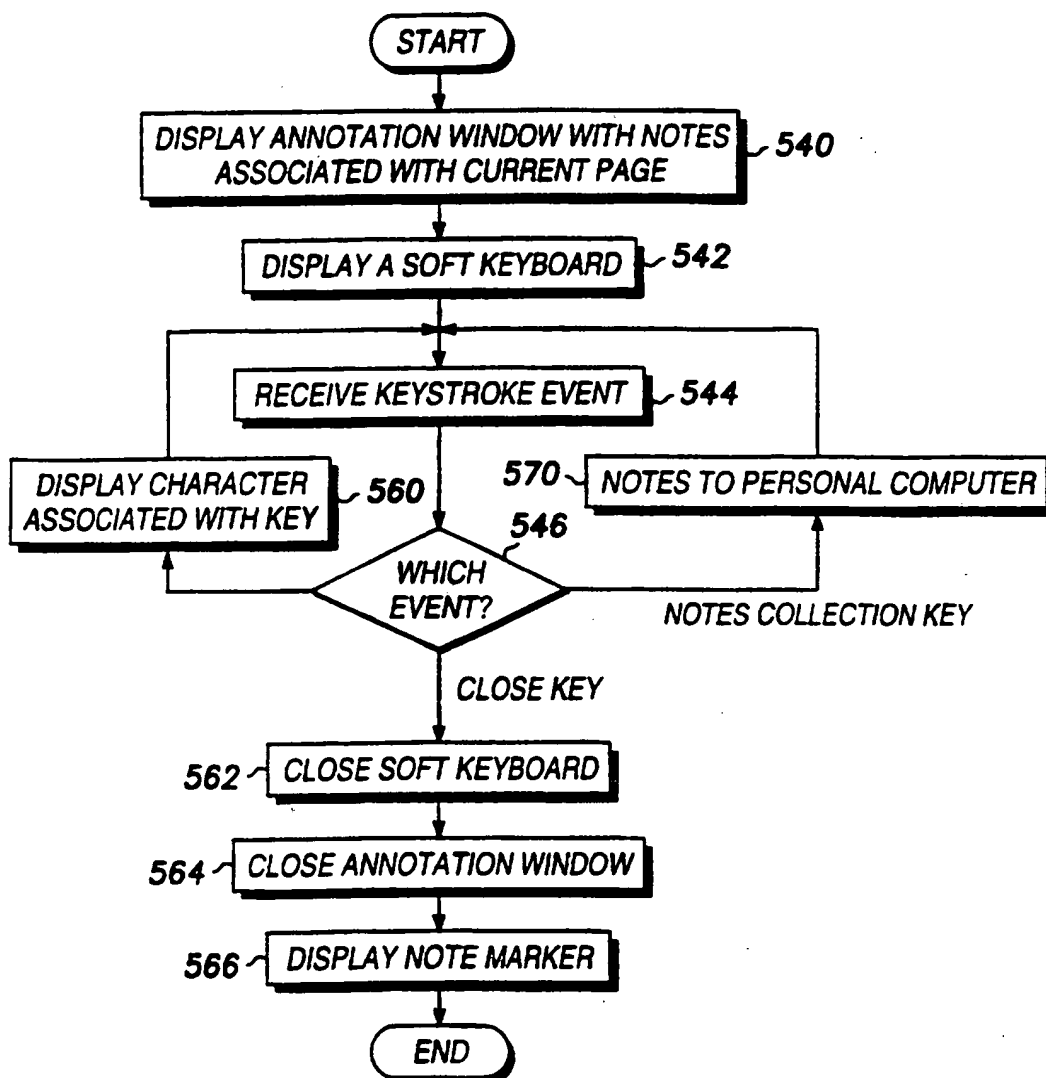 START
DISPLAY ANNOTATION WINDOW WITH NOTES
ASSOCIATED WITH CURRENT PAGE
540
DISPLAY A SOFT KEYBOARD
542
RECEIVE KEYSTROKE EVENT
544
DISPLAY CHARACTER
ASSOCIATED WITH KEY
560
570
NOTES TO PERSONAL COMPUTER
546
WHICH
EVENT?
NOTES COLLECTION KEY
CLOSE KEY
562
CLOSE SOFT KEYBOARD
564
CLOSE ANNOTATION WINDOW
566
DISPLAY NOTE MARKER
END